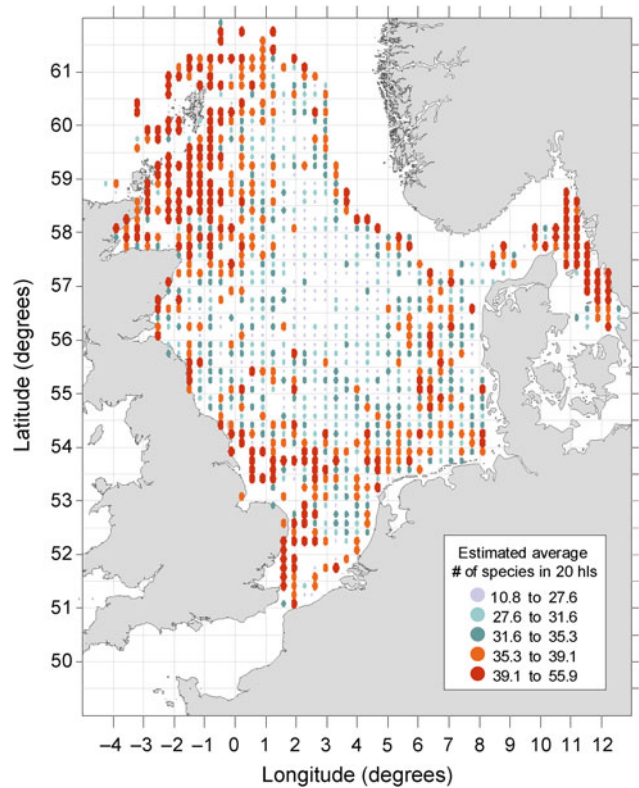 61
60
59
58
57
56
55
54
53
52
51
50
Latitude (degrees)
Estimated average
# of species in 20 hls
10.8 to 27.6
27.6 to 31.6
31.6 to 35.3
35.3 to 39.1
39.1 to 55.9
–4 –3 –2 –1 0 1 2 3 4 5 6 7 8 9 10 11 12
Longitude (degrees)